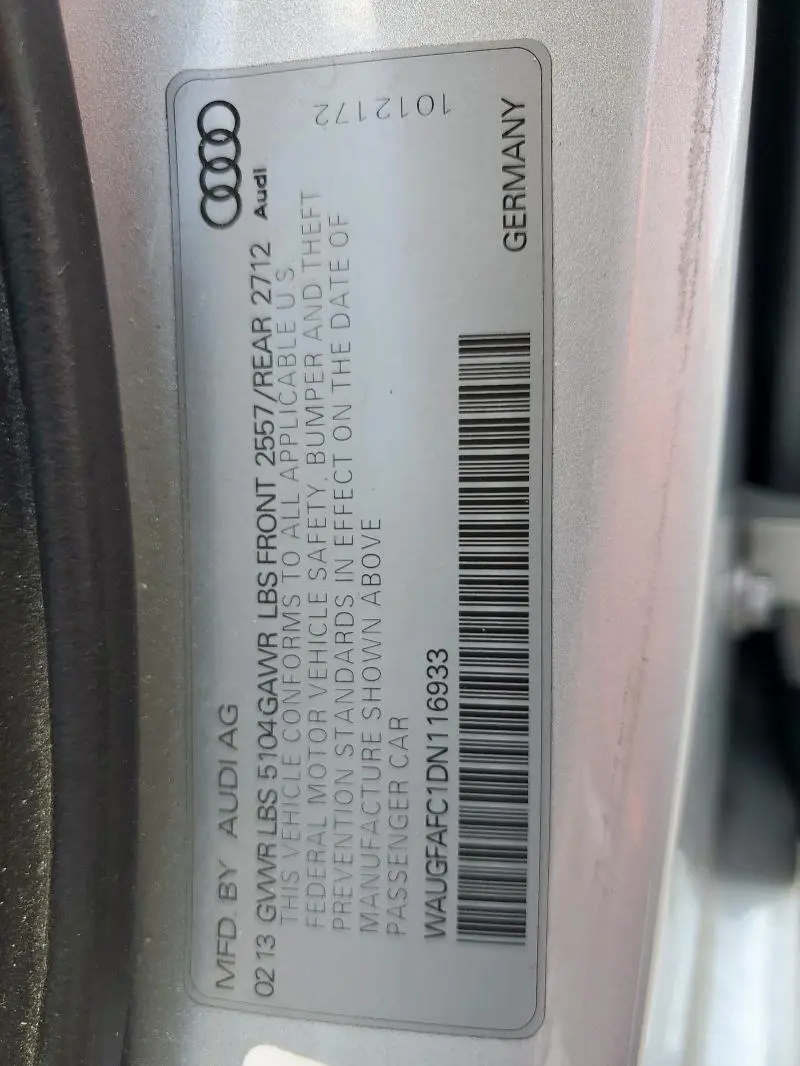 MFD. BY AUDI AG
Audi
02 13 GVWR LBS 5104 GAWR LBS FRONT 2557/REAR 2712
THIS VEHICLE CONFORMS TO ALL APPLICABLE U S
FEDERAL MOTOR VEHICLE SAFETY, BUMPER AND THEFT
PREVENTION STANDARDS IN EFFECT ON THE DATE OF
MANUFACTURE SHOWN ABOVE
PASSENGER CAR
1012172
WAUGFAFC1DN116933
GERMANY